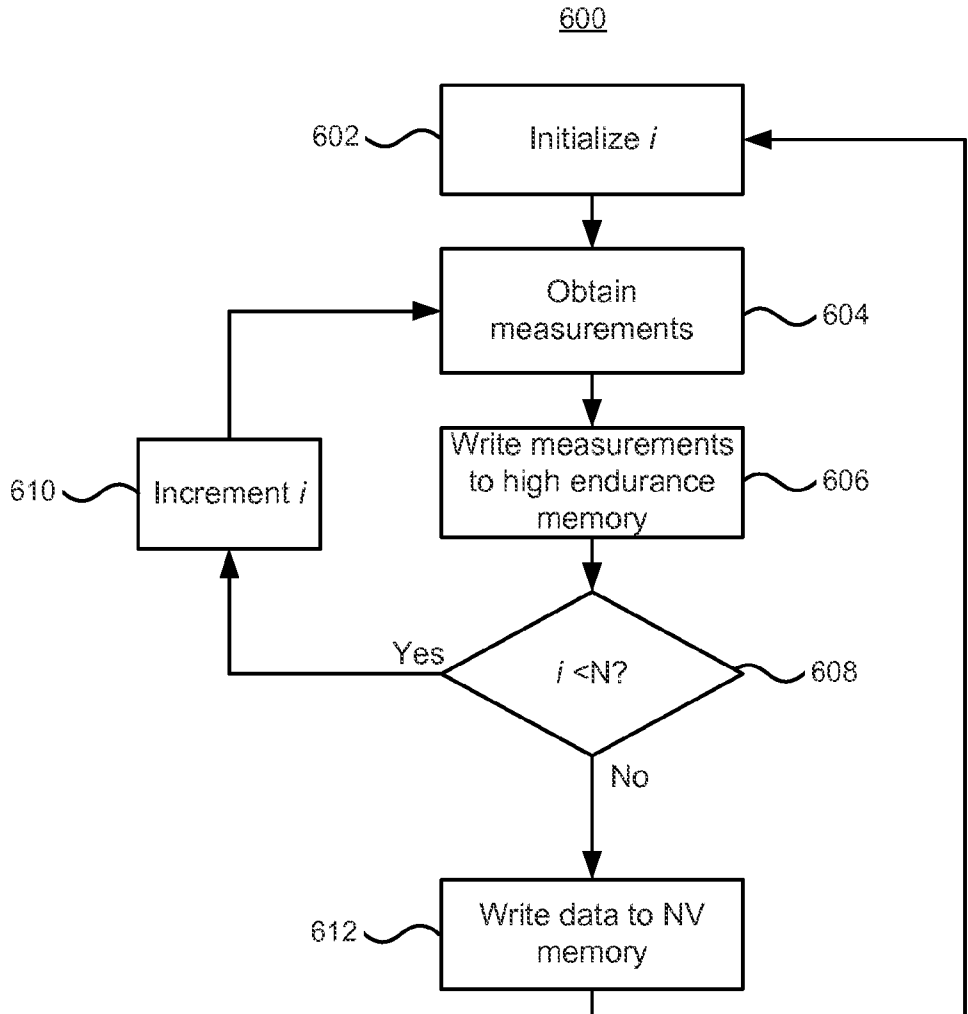 600
602
Initialize i
Obtain
measurements
604
Write measurements
to high endurance
memory
606
610
Increment i
Yes
i <N?
608
No
612
Write data to NV
memory